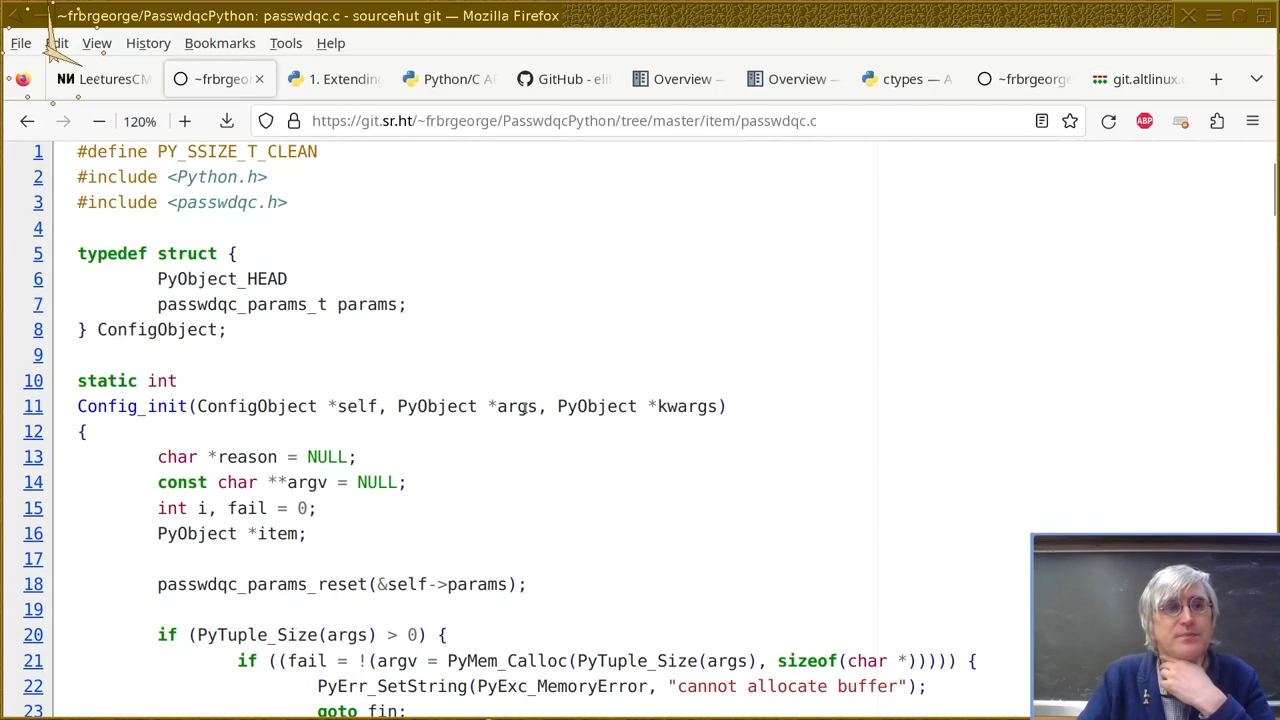 ~frbrgeorge/PasswdqcPython: passwdqc.c - sourcehut git — Mozilla Firefox
File Edit View History Bookmarks Tools Help
LecturesCM ~frbrgeor 1. Extending Python/C A GitHub - eli Overview — Overview — ctypes — A ~frbrgeorge git.altlinux.
120% https://git.sr.ht/~frbrgeorge/PasswdqcPython/tree/master/item/passwdqc.c ABP
1 #define PY_SSIZE_T_CLEAN
2 #include <Python.h>
3 #include <passwdqc.h>
4
5 typedef struct {
6 PyObject_HEAD
7 passwdqc_params_t params;
8 } ConfigObject;
9
10 static int
11 Config_init(ConfigObject *self, PyObject *args, PyObject *kwargs)
12 {
13 char *reason = NULL;
14 const char **argv = NULL;
15 int i, fail = 0;
16 PyObject *item;
17
18 passwdqc_params_reset(&self->params);
19
20 if (PyTuple_Size(args) > 0) {
21 if ((fail = !(argv = PyMem_Calloc(PyTuple_Size(args), sizeof(char *))))) {
22 PyErr_SetString(PyExc_MemoryError, "cannot allocate buffer");
23 goto fin;